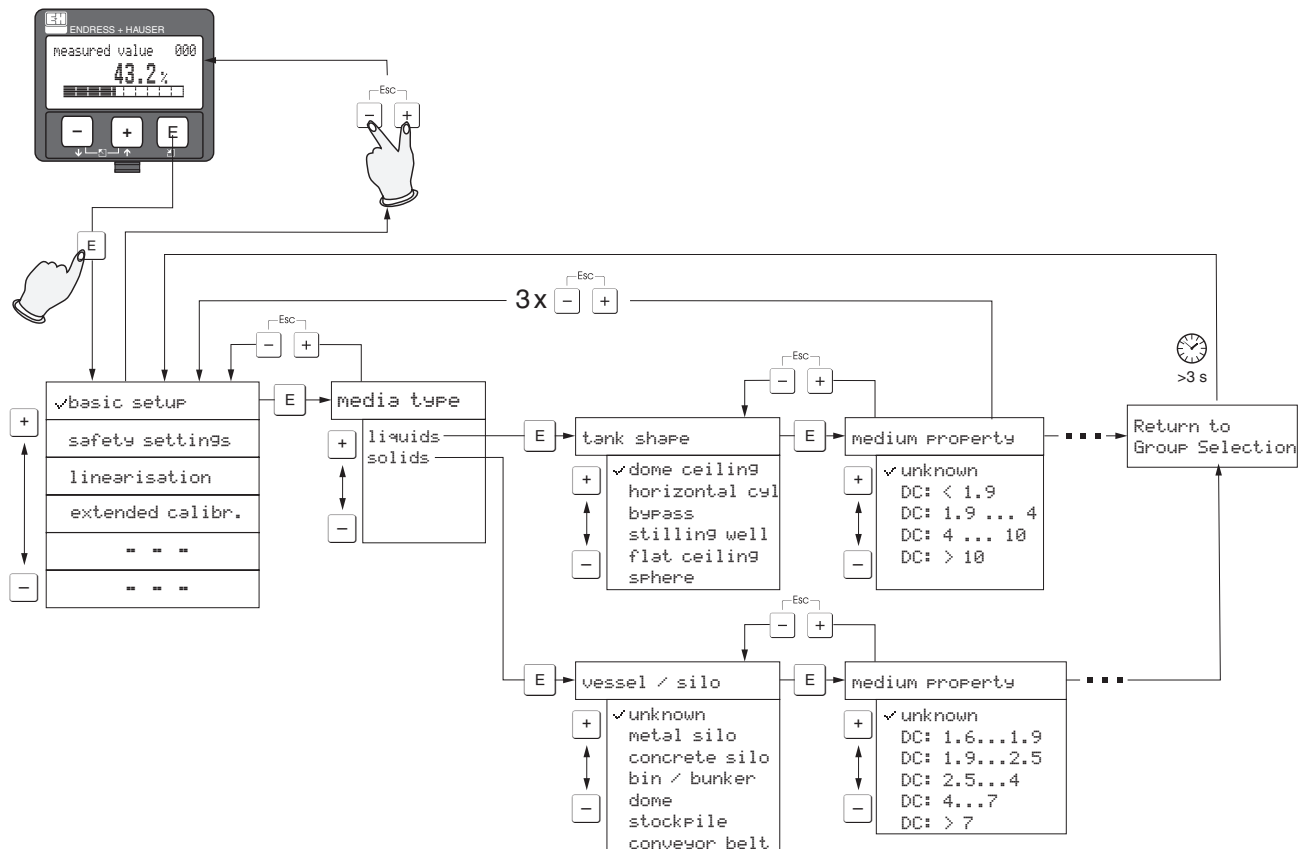 EH
ENDRESS + HAUSER
measured value 000
43.2%
- + E
Esc
- +
E
Esc
3x - +
Esc
- +
>3 s
✓basic setup
safety settings
linearisation
extended calibr.
- - -
- - -
+
-
E
media type
liquids
solids
+
-
Esc
- +
E
tank shape
✓dome ceiling
horizontal cyl
bypass
stilling well
flat ceiling
sphere
+
-
E
medium property
✓unknown
DC: < 1.9
DC: 1.9 ... 4
DC: 4 ... 10
DC: > 10
+
-
Return to
Group Selection
Esc
- +
E
vessel / silo
✓unknown
metal silo
concrete silo
bin / bunker
dome
stockpile
conveyor belt
+
-
E
medium property
✓unknown
DC: 1.6...1.9
DC: 1.9...2.5
DC: 2.5...4
DC: 4...7
DC: > 7
+
-